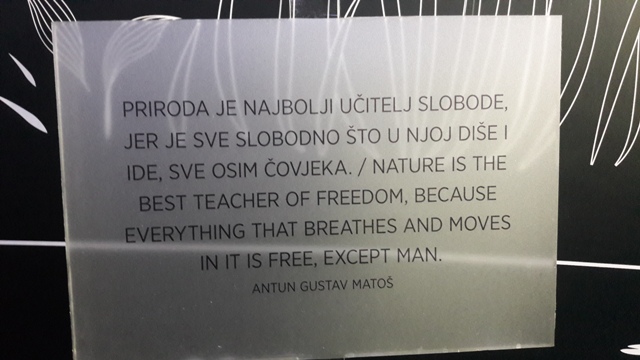 PRIRODA JE NAJBOLJI UČITELJ SLOBODE,
JER JE SVE SLOBODNO ŠTO U NJOJ DIŠE I
IDE, SVE OSIM ČOVJEKA. / NATURE IS THE
BEST TEACHER OF FREEDOM, BECAUSE
EVERYTHING THAT BREATHES AND MOVES
IN IT IS FREE, EXCEPT MAN.
ANTUN GUSTAV MATOŠ